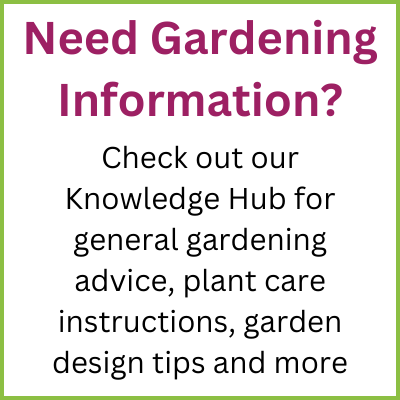 Need Gardening
Information?
Check out our
Knowledge Hub for
general gardening
advice, plant care
instructions, garden
design tips and more